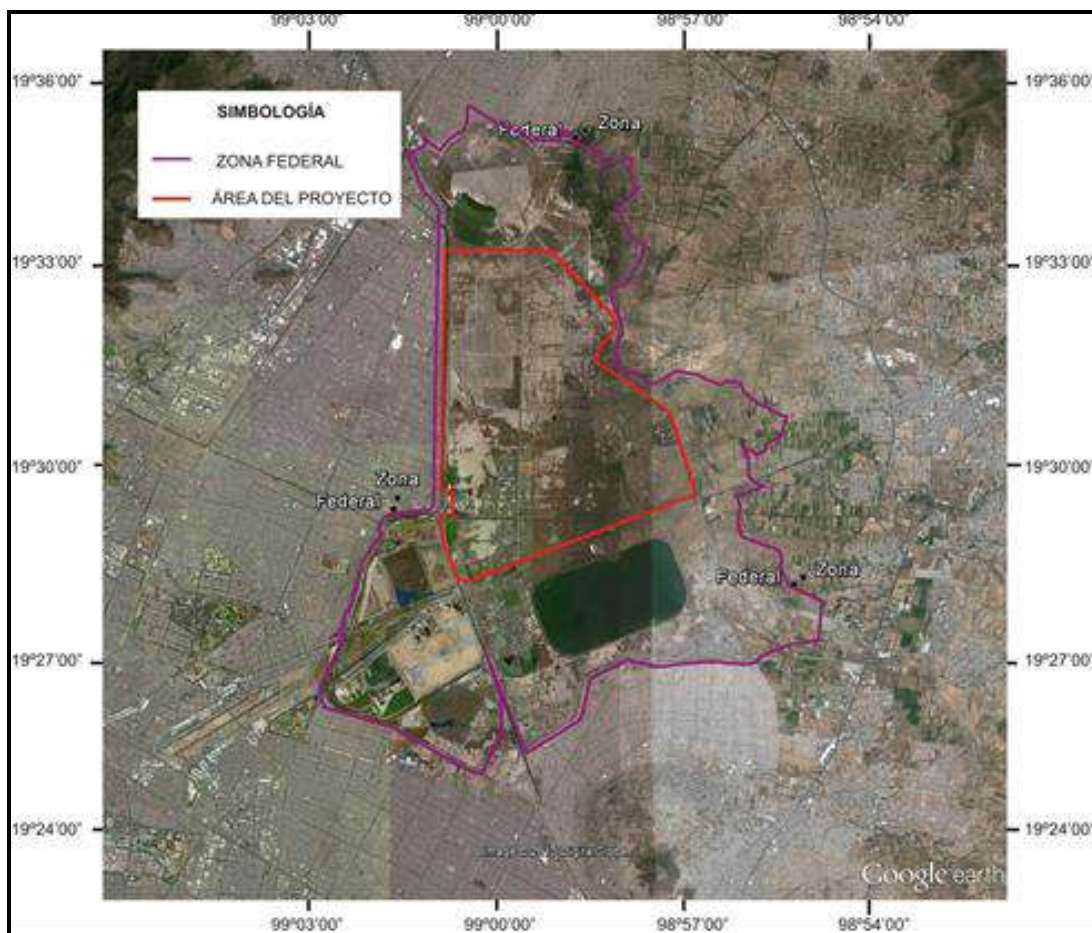 99°03'00" 99°00'00" 98°57'00" 98°54'00"
19°36'00" 19°36'00"
SIMBOLOGÍA
ZONA FEDERAL
ÁREA DEL PROYECTO
Federal Zona
19°33'00" 19°33'00"
19°30'00" 19°30'00"
Zona
Federal
Federal Zona
19°27'00" 19°27'00"
19°24'00" 19°24'00"
Google earth
99°03'00" 99°00'00" 98°57'00" 98°54'00"